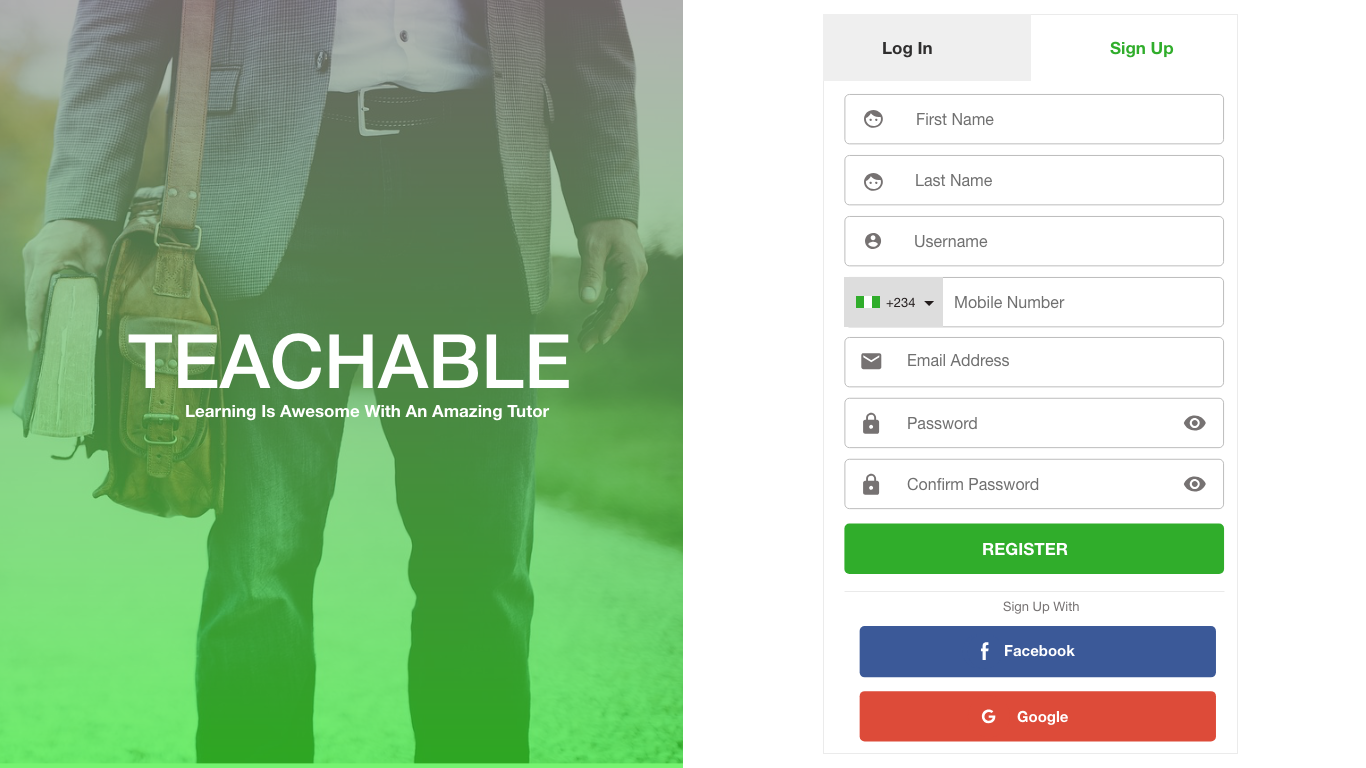 TEACHABLE
Learning Is Awesome With An Amazing Tutor
Log In
Sign Up
First Name
Last Name
Username
+234
Mobile Number
Email Address
Password
Confirm Password
REGISTER
Sign Up With
Facebook
Google